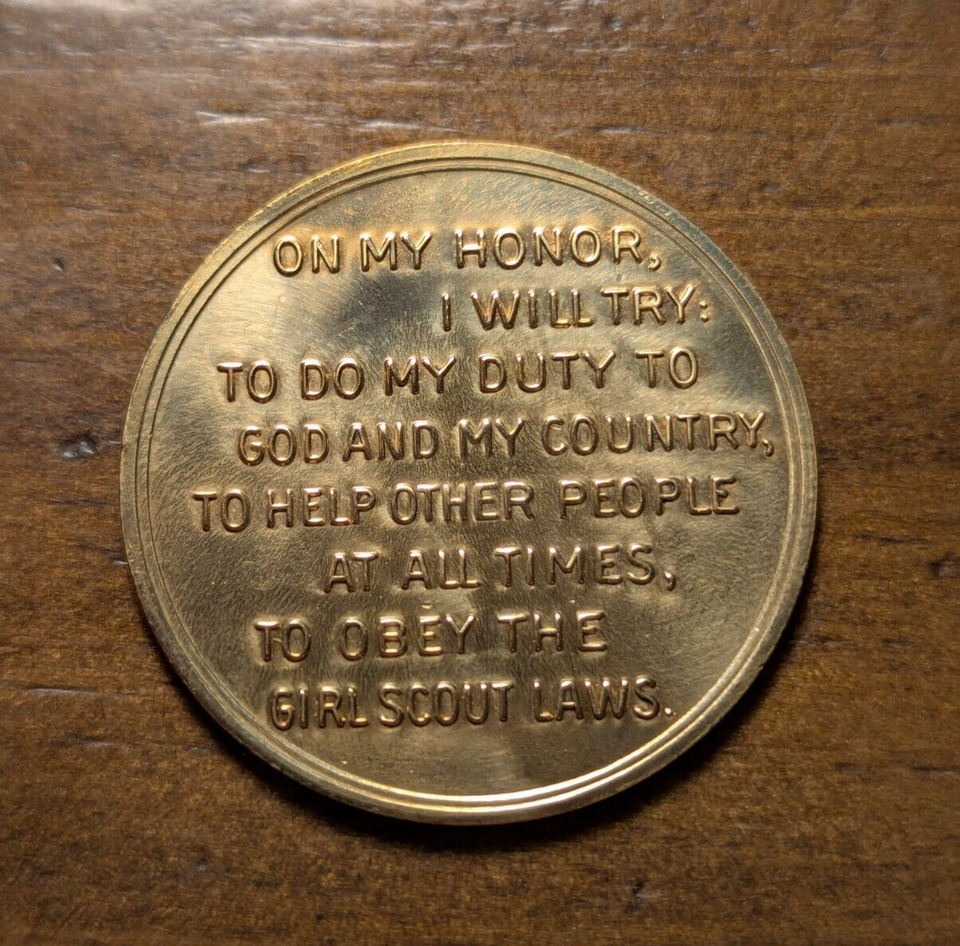 ON MY HONOR,
I WILL TRY:
TO DO MY DUTY TO
GOD AND MY COUNTRY,
TO HELP OTHER PEOPLE
AT ALL TIMES,
TO OBEY THE
GIRL SCOUT LAWS.